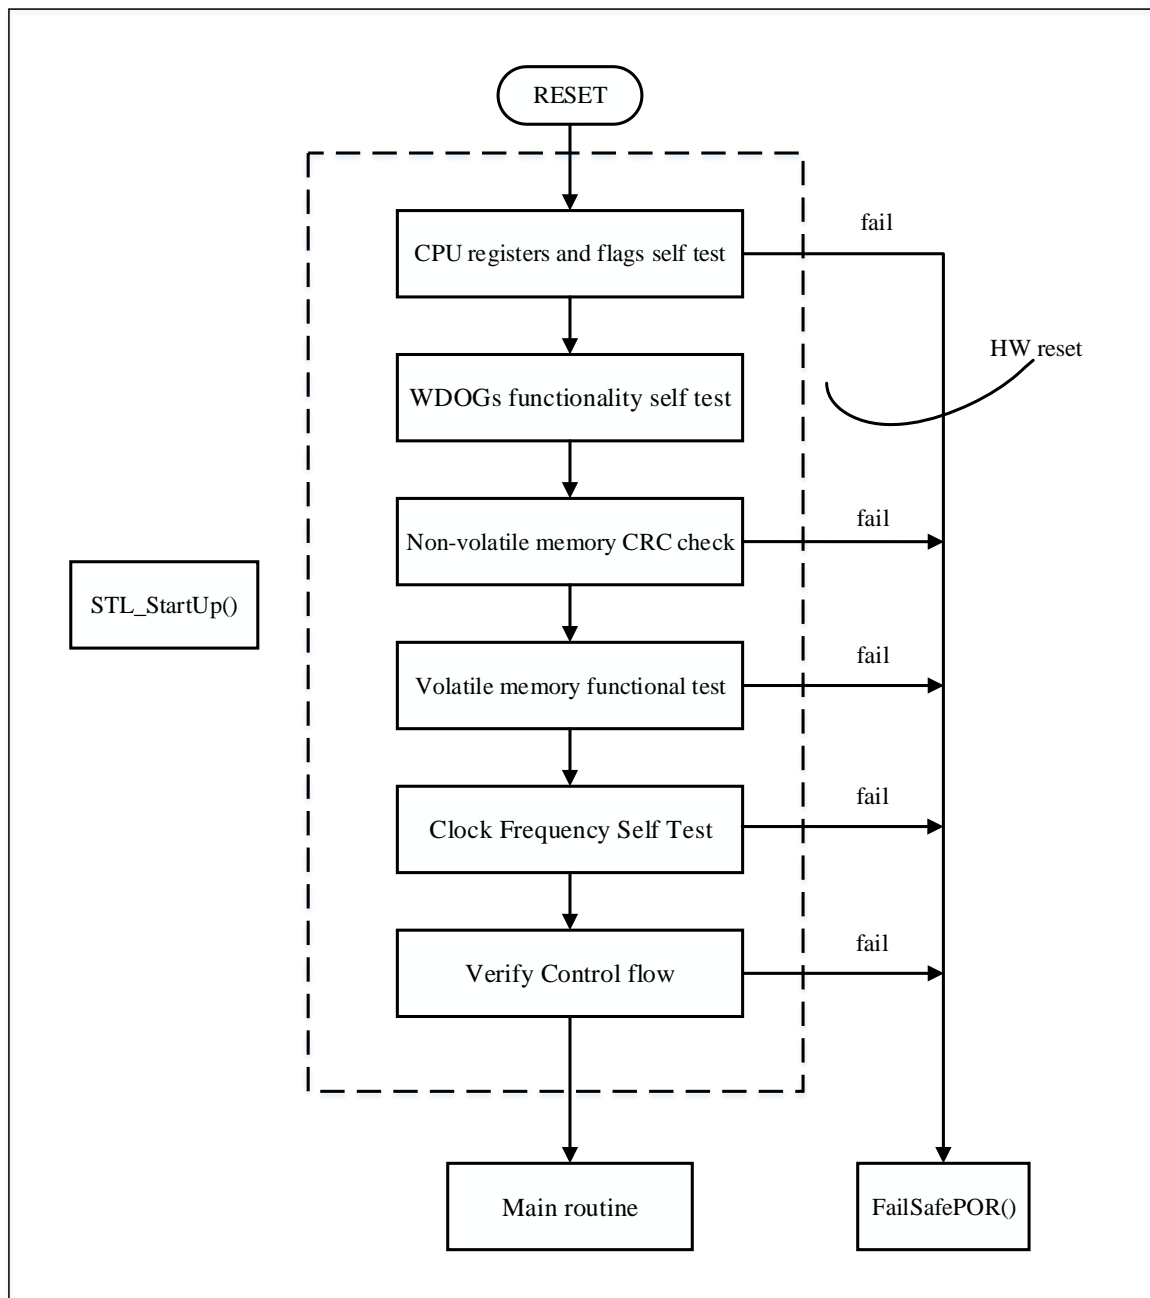 RESET
CPU registers and flags self test
fail
HW reset
WDOGs functionality self test
Non-volatile memory CRC check
fail
STL_StartUp()
Volatile memory functional test
fail
Clock Frequency Self Test
fail
Verify Control flow
fail
Main routine
FailSafePOR()